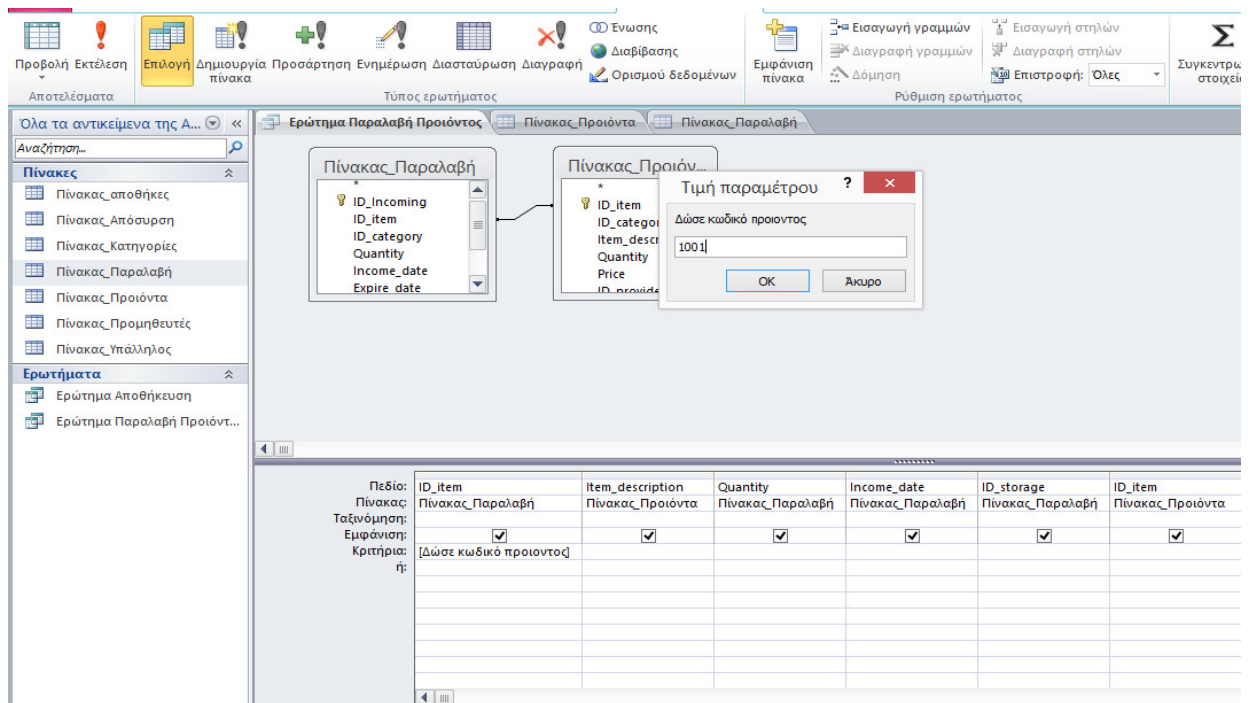 Προβολή Εκτέλεση Επιλογή Δημιουργία πίνακα Προσάρτηση Ενημέρωση Διασταύρωση Διαγραφή
Ένωσης
Διαβίβασης
Ορισμού δεδομένων
Εμφάνιση πίνακα
Εισαγωγή γραμμών
Διαγραφή γραμμών
Δόμηση
Εισαγωγή στηλών
Διαγραφή στηλών
Επιστροφή: Όλες
Σ
Αποτελέσματα Τύπος ερωτήματος Ρύθμιση ερωτήματος
Όλα τα αντικείμενα της Α... «
Αναζήτηση...
Πίνακες
Πίνακας_αποθήκες
Πίνακας_Απόσυρση
Πίνακας_Κατηγορίες
Πίνακας_Παραλαβή
Πίνακας_Προιόντα
Πίνακας_Προμηθευτές
Πίνακας_Υπάλληλος
Ερωτήματα
Ερώτημα Αποθήκευση
Ερώτημα Παραλαβή Προιόντ...
Ερώτημα Παραλαβή Προιόντος Πίνακας_Προιόντα Πίνακας_Παραλαβή
Πίνακας_Παραλαβή
*
ID_Incoming
ID_item
ID_category
Quantity
Income_date
Expire_date
*
ID_item
Quantity
Price
Τιμή παραμέτρου ? ×
Δώσε κωδικό προιοντος
1001
OK Άκυρο
Πεδίο: ID_item Item_description Quantity Income_date ID_storage ID_item
Πίνακας: Πίνακας_Παραλαβή Πίνακας_Προιόντα Πίνακας_Παραλαβή Πίνακας_Παραλαβή Πίνακας_Παραλαβή Πίνακας_Προιόντα
Ταξινόμηση:
Εμφάνιση:
Κριτήρια: [Δώσε κωδικό προιοντος]
ή: